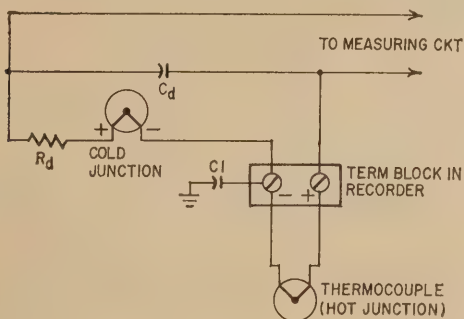 TO MEASURING CKT
Cd
+
−
Rd
COLD
JUNCTION
C1
TERM BLOCK IN
RECORDER
− +
THERMOCOUPLE
(HOT JUNCTION)